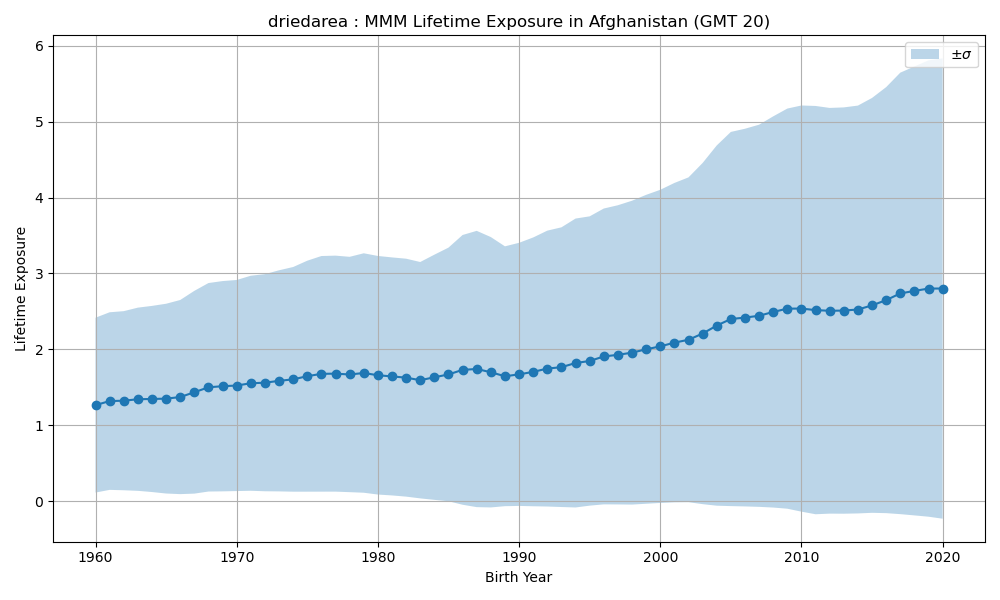 driedarea : MMM Lifetime Exposure in Afghanistan (GMT 20)
±σ
Lifetime Exposure
6
5
4
3
2
1
0
1960 1970 1980 1990 2000 2010 2020
Birth Year